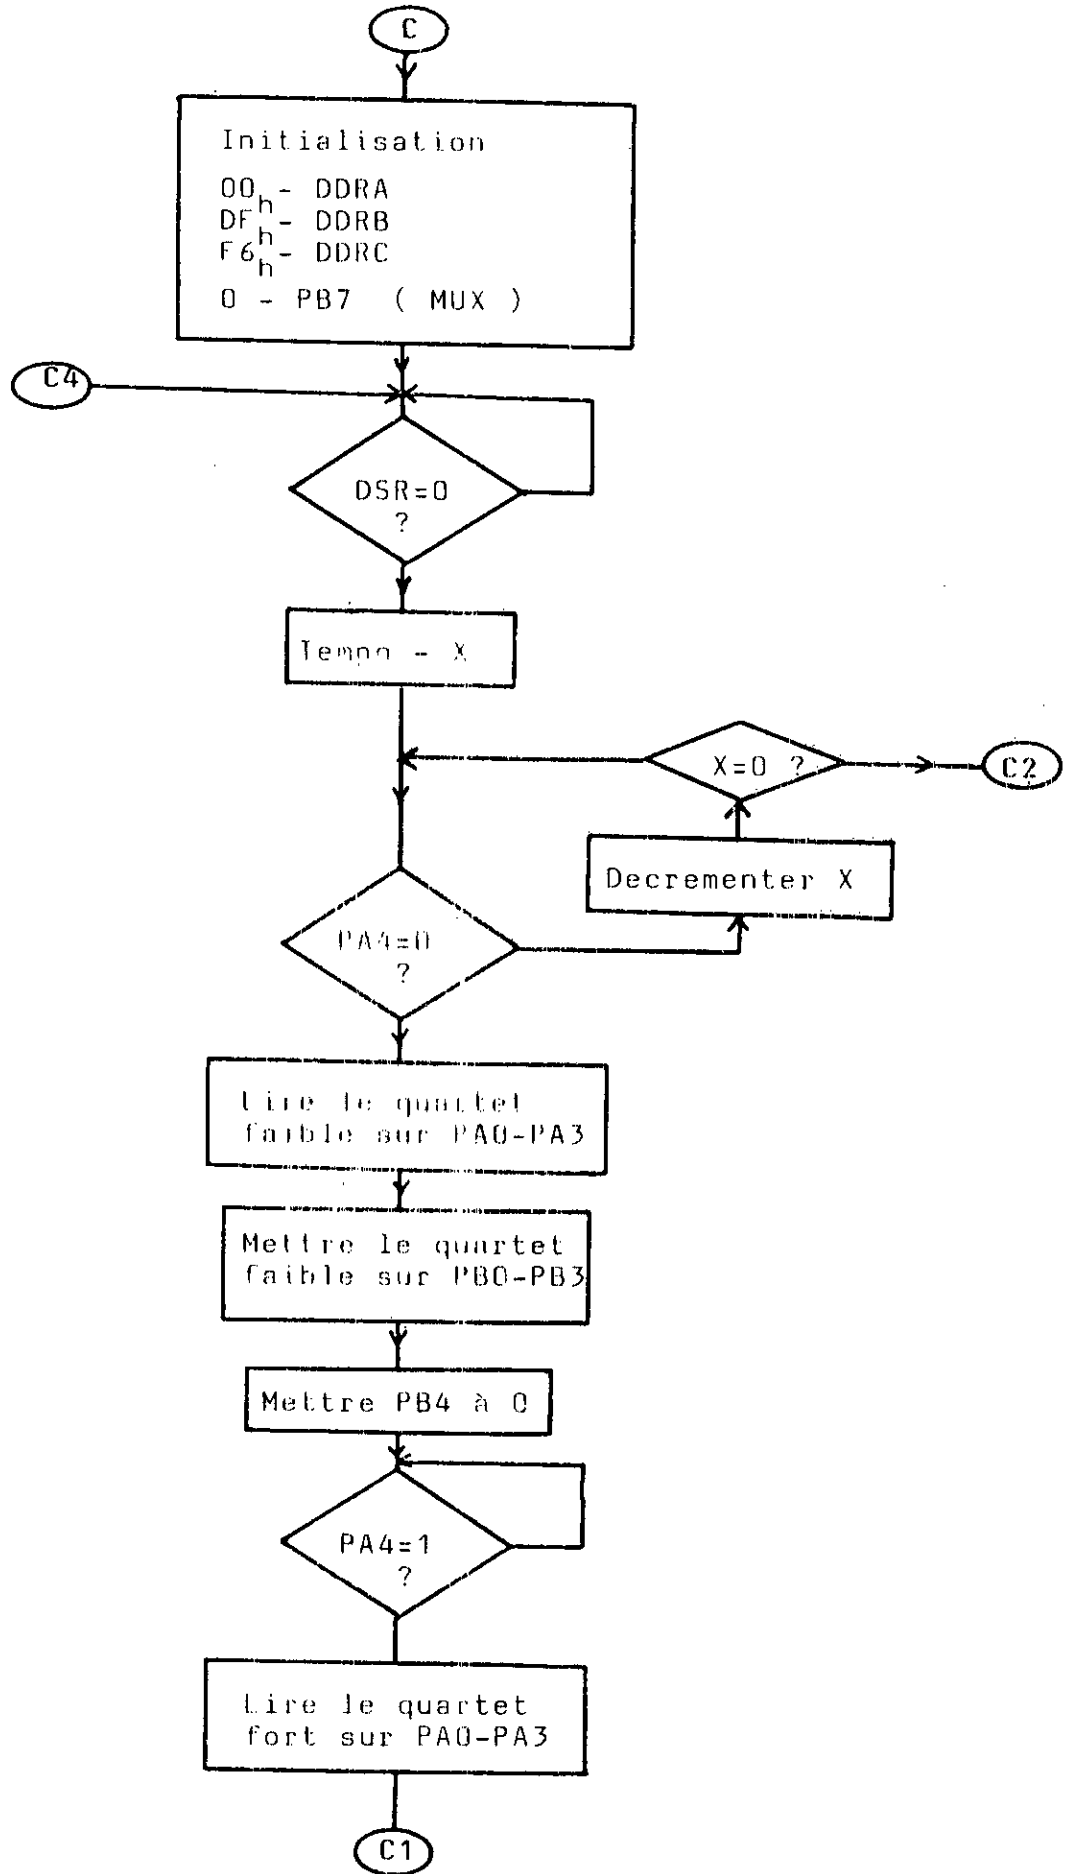 C
Initialisation
00h - DDRA
DFh - DDRB
F6h - DDRC
0 - PB7 ( MUX )
C4
DSR=0
?
Tempo - X
X=0 ?
C2
Decrementer X
PA4=0
?
Lire le quartet
faible sur PA0-PA3
Mettre le quartet
faible sur PB0-PB3
Mettre PB4 à 0
PA4=1
?
Lire le quartet
fort sur PA0-PA3
C1